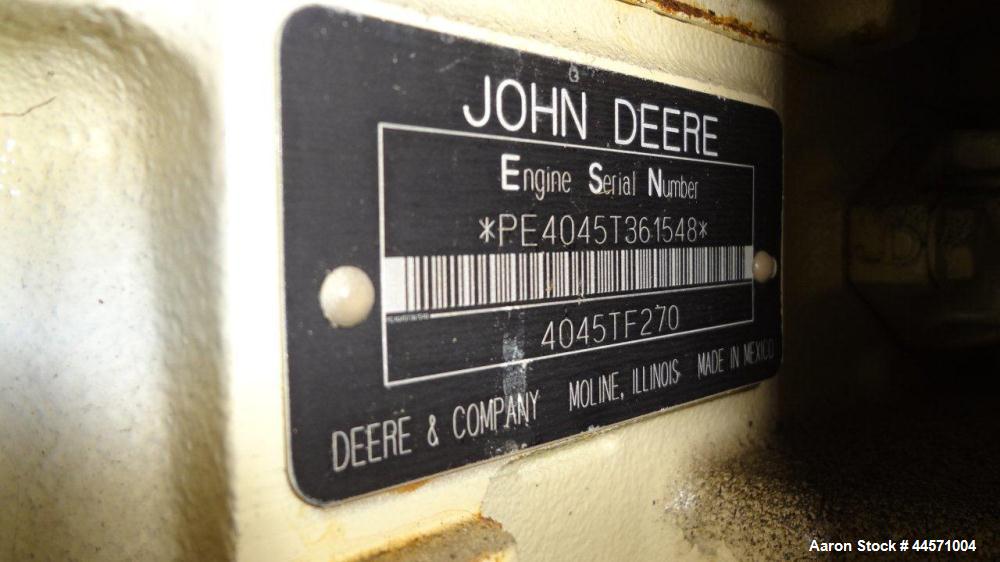 JOHN DEERE
Engine Serial Number
*PE4045T361548*
4045TF270
DEERE & COMPANY MOLINE, ILLINOIS MADE IN MEXICO
Aaron Stock # 44571004